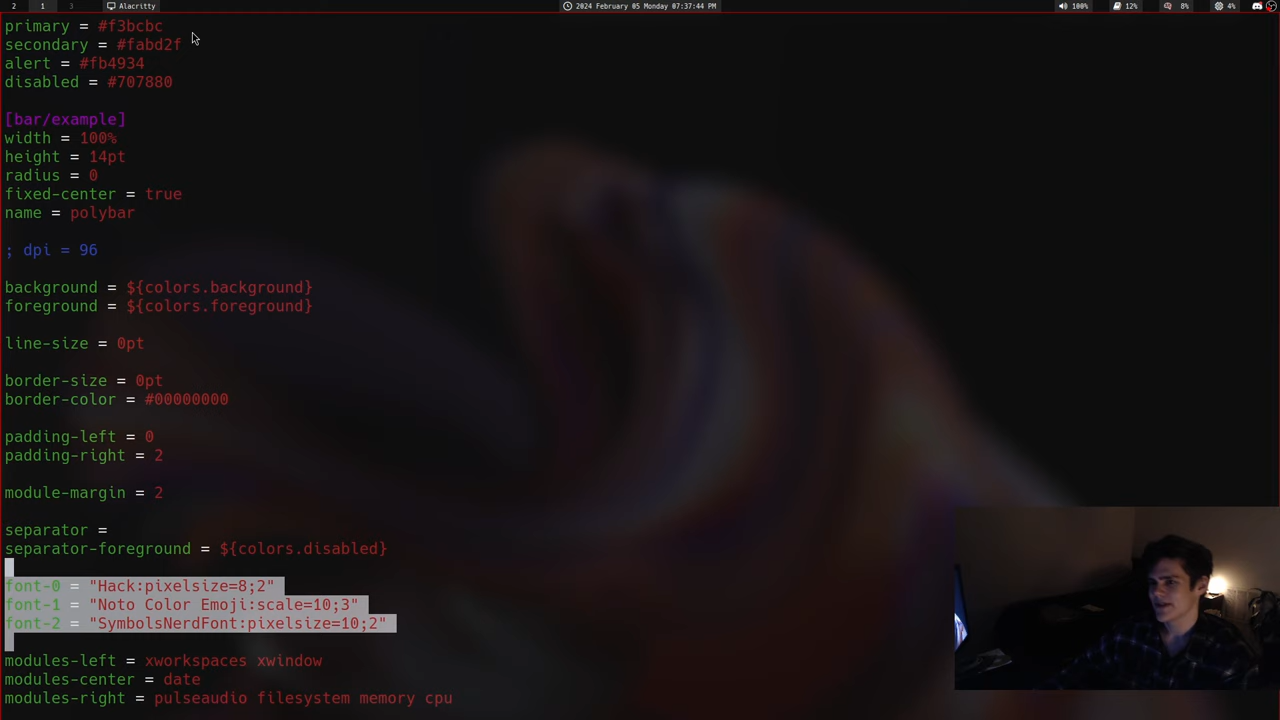 2 1 3 Alacritty 2024 February 05 Monday 07:37:44 PM 100% 12% 8% 4%
primary = #f3bcbc
secondary = #fabd2f
alert = #fb4934
disabled = #707880
[bar/example]
width = 100%
height = 14pt
radius = 0
fixed-center = true
name = polybar
; dpi = 96
background = ${colors.background}
foreground = ${colors.foreground}
line-size = 0pt
border-size = 0pt
border-color = #00000000
padding-left = 0
padding-right = 2
module-margin = 2
separator =
separator-foreground = ${colors.disabled}
font-0 = "Hack:pixelsize=8;2"
font-1 = "Noto Color Emoji:scale=10;3"
font-2 = "SymbolsNerdFont:pixelsize=10;2"
modules-left = xworkspaces xwindow
modules-center = date
modules-right = pulseaudio filesystem memory cpu